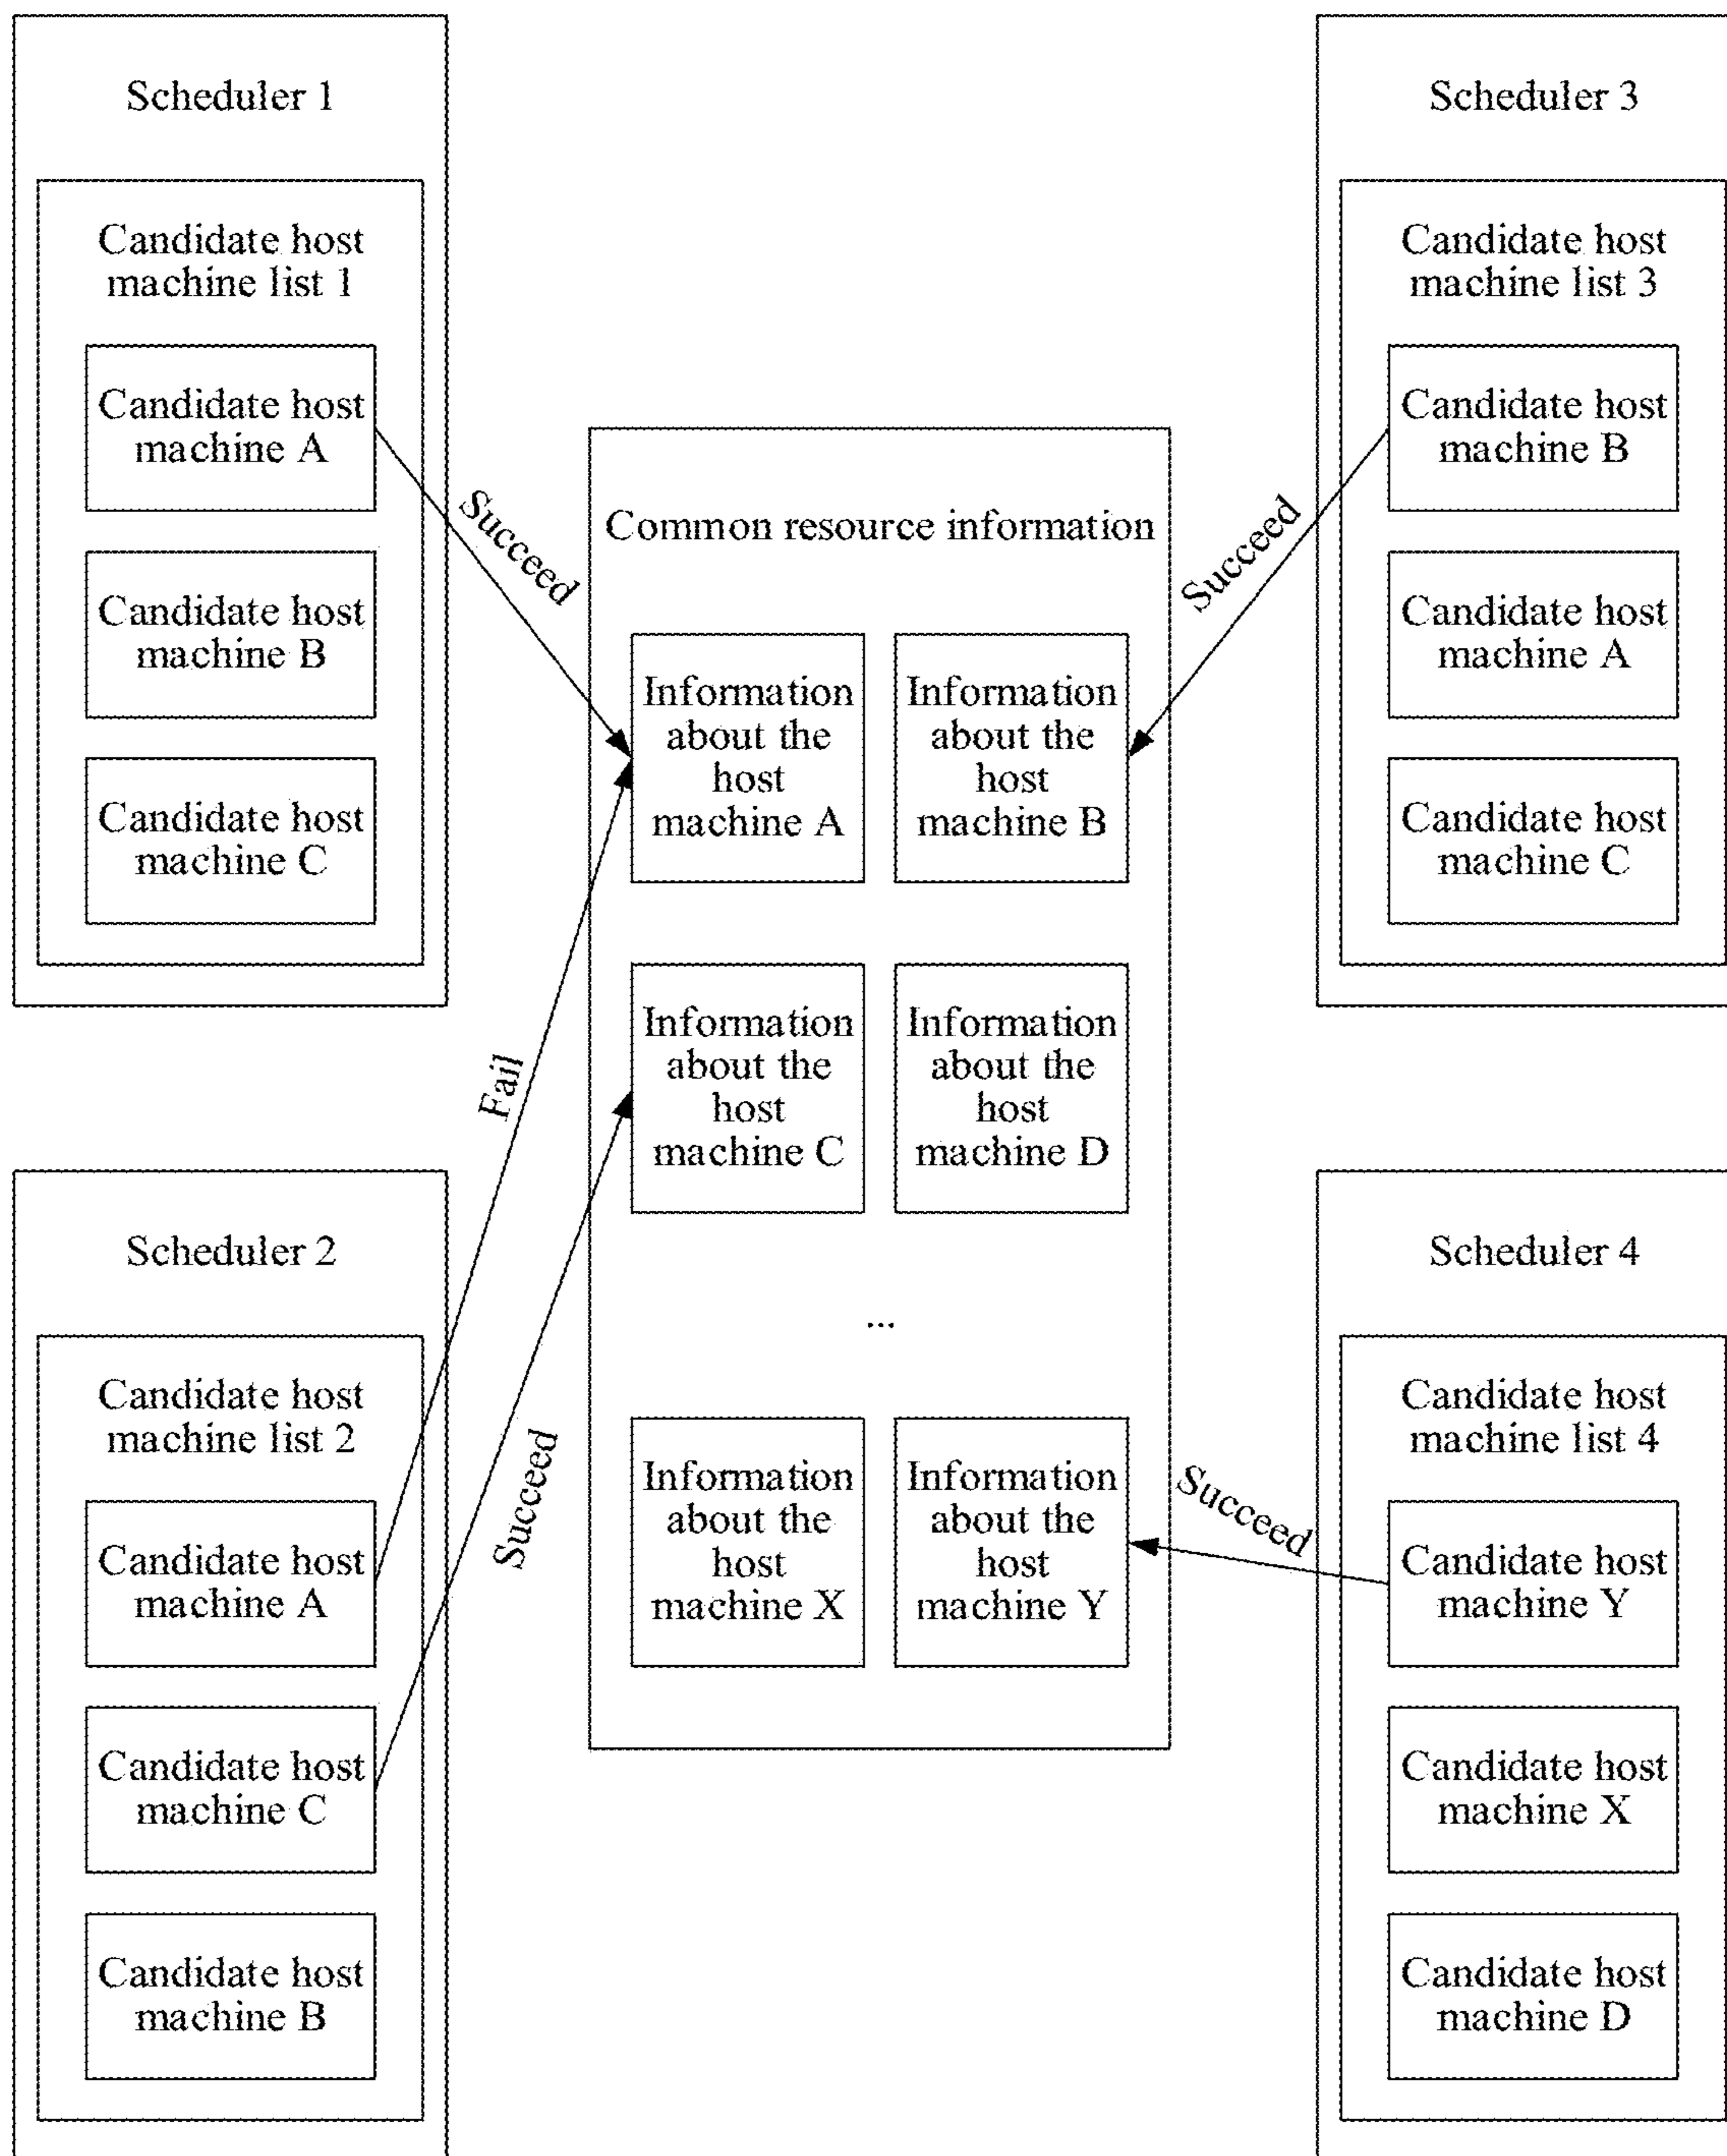 Scheduler 1
Candidate host
machine list 1
Candidate host
machine A
Candidate host
machine B
Candidate host
machine C
Scheduler 2
Candidate host
machine list 2
Candidate host
machine A
Candidate host
machine C
Candidate host
machine B
Succeed
Fail
Succeed
Common resource information
Information
about the
host
machine A
Information
about the
host
machine B
Information
about the
host
machine C
Information
about the
host
machine D
...
Information
about the
host
machine X
Information
about the
host
machine Y
Succeed
Succeed
Scheduler 3
Candidate host
machine list 3
Candidate host
machine B
Candidate host
machine A
Candidate host
machine C
Scheduler 4
Candidate host
machine list 4
Candidate host
machine Y
Candidate host
machine X
Candidate host
machine D